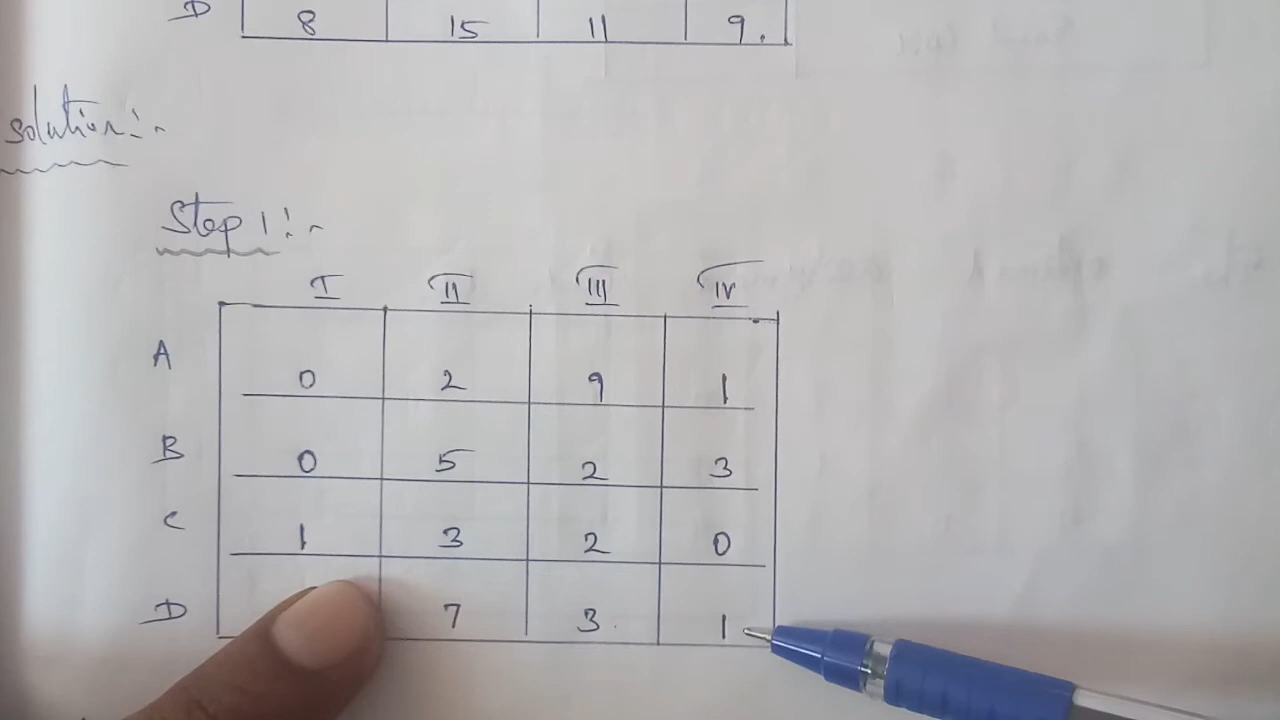 D 8 15 11 9.
Solution:-
Step 1:-
I II III IV
A 0 2 9 1
B 0 5 2 3
C 1 3 2 0
D 7 3 1